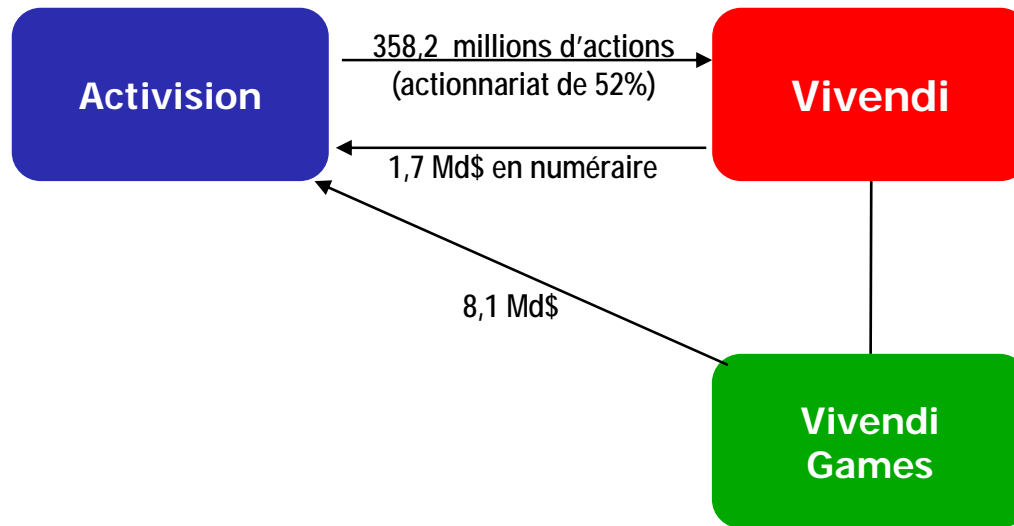 Activision
358,2 millions d’actions
(actionnariat de 52%)
Vivendi
1,7 Md$ en numéraire
8,1 Md$
Vivendi
Games